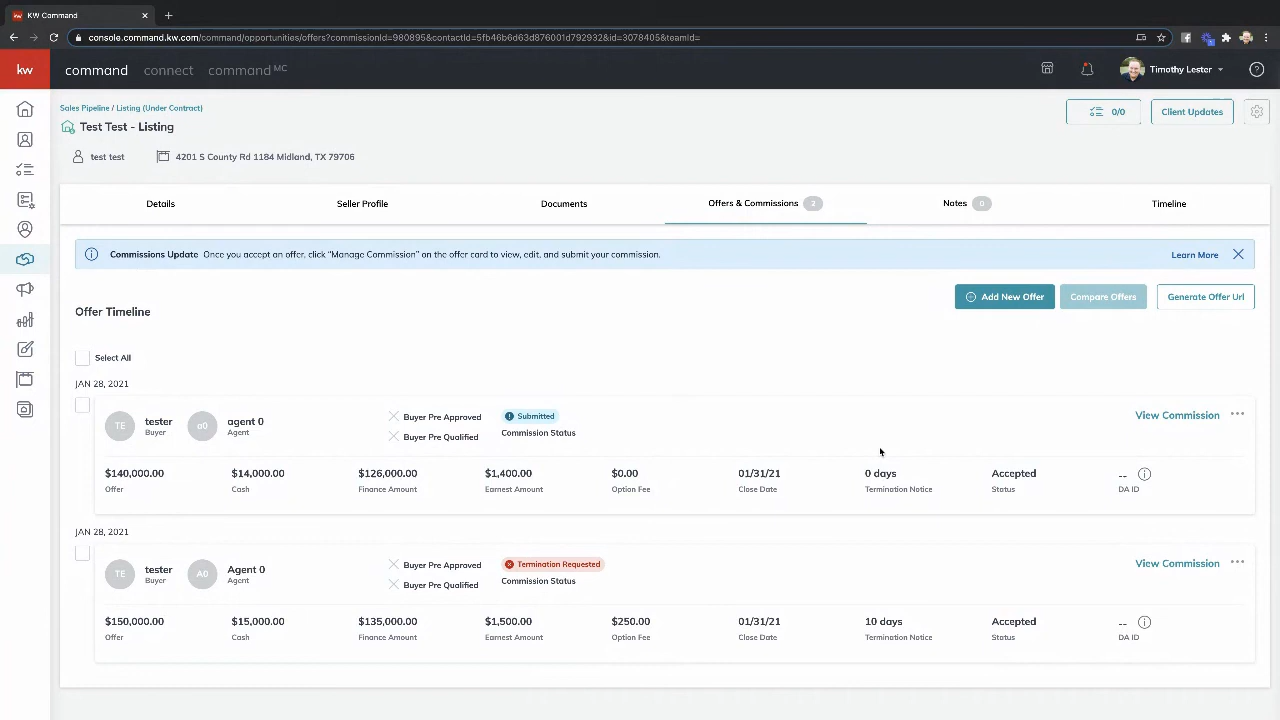 KW Command
console.command.kw.com/command/opportunities/offers?commissionId=980895&contactId=5fb46b6d63d876001d792932&id=3078405&teamId=
kw command connect command MC Timothy Lester
Sales Pipeline / Listing (Under Contract)
Test Test - Listing
0/0 Client Updates
test test 4201 S County Rd 1184 Midland, TX 79706
Details Seller Profile Documents Offers & Commissions 2 Notes 0 Timeline
Commissions Update Once you accept an offer, click "Manage Commission" on the offer card to view, edit, and submit your commission. Learn More
Add New Offer Compare Offers Generate Offer Url
Offer Timeline
Select All
JAN 28, 2021
TE tester Buyer a0 agent 0 Agent Buyer Pre Approved Submitted View Commission
Buyer Pre Qualified Commission Status
$140,000.00 $14,000.00 $126,000.00 $1,400.00 $0.00 01/31/21 0 days Accepted --
Offer Cash Finance Amount Earnest Amount Option Fee Close Date Termination Notice Status DA ID
JAN 28, 2021
TE tester Buyer A0 Agent 0 Agent Buyer Pre Approved Termination Requested View Commission
Buyer Pre Qualified Commission Status
$150,000.00 $15,000.00 $135,000.00 $1,500.00 $250.00 01/31/21 10 days Accepted --
Offer Cash Finance Amount Earnest Amount Option Fee Close Date Termination Notice Status DA ID